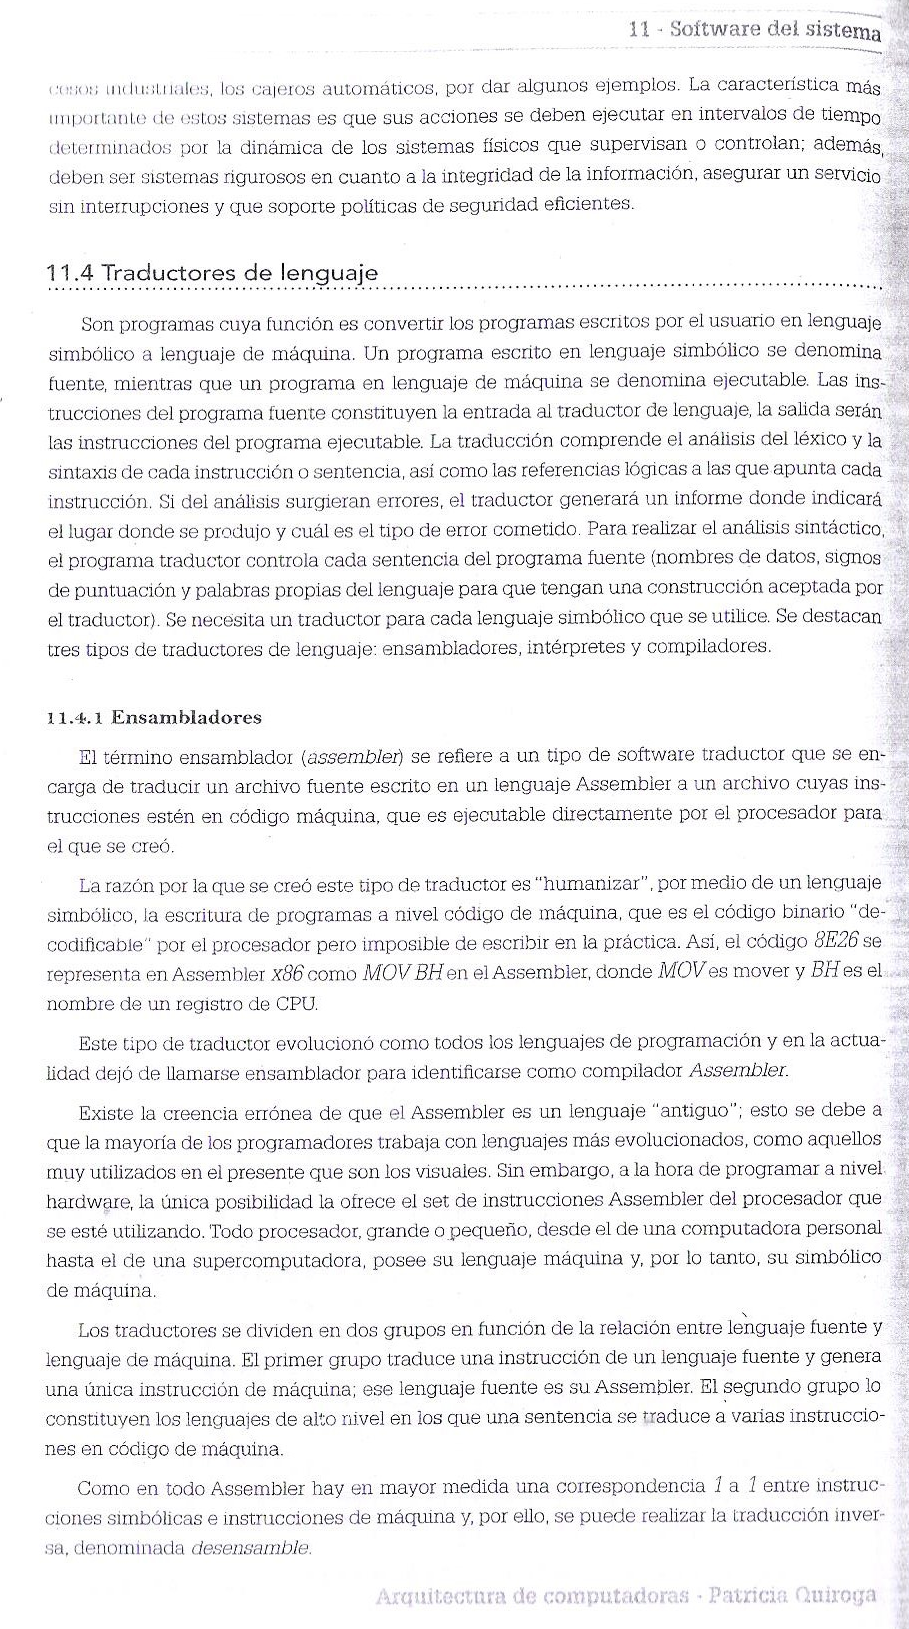 11 - Software del sistema
cesos industriales, los cajeros automáticos, por dar algunos ejemplos. La característica más
importante de estos sistemas es que sus acciones se deben ejecutar en intervalos de tiempo
determinados por la dinámica de los sistemas físicos que supervisan o controlan; además,
deben ser sistemas rigurosos en cuanto a la integridad de la información, asegurar un servicio
sin interrupciones y que soporte políticas de seguridad eficientes.
11.4 Traductores de lenguaje
Son programas cuya función es convertir los programas escritos por el usuario en lenguaje
simbólico a lenguaje de máquina. Un programa escrito en lenguaje simbólico se denomina
fuente, mientras que un programa en lenguaje de máquina se denomina ejecutable. Las ins-
trucciones del programa fuente constituyen la entrada al traductor de lenguaje, la salida serán
las instrucciones del programa ejecutable. La traducción comprende el análisis del léxico y la
sintaxis de cada instrucción o sentencia, así como las referencias lógicas a las que apunta cada
instrucción. Si del análisis surgieran errores, el traductor generará un informe donde indicará
el lugar donde se produjo y cuál es el tipo de error cometido. Para realizar el análisis sintáctico,
el programa traductor controla cada sentencia del programa fuente (nombres de datos, signos
de puntuación y palabras propias del lenguaje para que tengan una construcción aceptada por
el traductor). Se necesita un traductor para cada lenguaje simbólico que se utilice. Se destacan
tres tipos de traductores de lenguaje: ensambladores, intérpretes y compiladores.
11.4.1 Ensambladores
El término ensamblador (assembler) se refiere a un tipo de software traductor que se en-
carga de traducir un archivo fuente escrito en un lenguaje Assembler a un archivo cuyas ins-
trucciones estén en código máquina, que es ejecutable directamente por el procesador para
el que se creó.
La razón por la que se creó este tipo de traductor es “humanizar”, por medio de un lenguaje
simbólico, la escritura de programas a nivel código de máquina, que es el código binario “de-
codificable” por el procesador pero imposible de escribir en la práctica. Así, el código 8E26 se
representa en Assembler x86 como MOV BH en el Assembler, donde MOV es mover y BH es el
nombre de un registro de CPU.
Este tipo de traductor evolucionó como todos los lenguajes de programación y en la actua-
lidad dejó de llamarse ensamblador para identificarse como compilador Assembler.
Existe la creencia errónea de que el Assembler es un lenguaje “antiguo”; esto se debe a
que la mayoría de los programadores trabaja con lenguajes más evolucionados, como aquellos
muy utilizados en el presente que son los visuales. Sin embargo, a la hora de programar a nivel
hardware, la única posibilidad la ofrece el set de instrucciones Assembler del procesador que
se esté utilizando. Todo procesador, grande o pequeño, desde el de una computadora personal
hasta el de una supercomputadora, posee su lenguaje máquina y, por lo tanto, su simbólico
de máquina.
Los traductores se dividen en dos grupos en función de la relación entre lenguaje fuente y
lenguaje de máquina. El primer grupo traduce una instrucción de un lenguaje fuente y genera
una única instrucción de máquina; ese lenguaje fuente es su Assembler. El segundo grupo lo
constituyen los lenguajes de alto nivel en los que una sentencia se traduce a varias instruccio-
nes en código de máquina.
Como en todo Assembler hay en mayor medida una correspondencia 1 a 1 entre instruc-
ciones simbólicas e instrucciones de máquina y, por ello, se puede realizar la traducción inver-
sa, denominada desensamble.
Arquitectura de computadoras - Patricia Quiroga